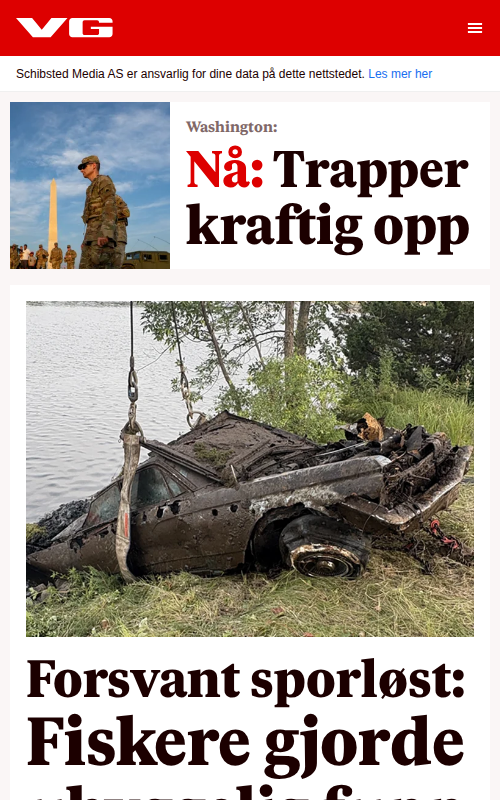 VG
Schibsted Media AS er ansvarlig for dine data på dette nettstedet. Les mer her
Washington:
Nå: Trapper
kraftig opp
Forsvant sporløst:
Fiskere gjorde